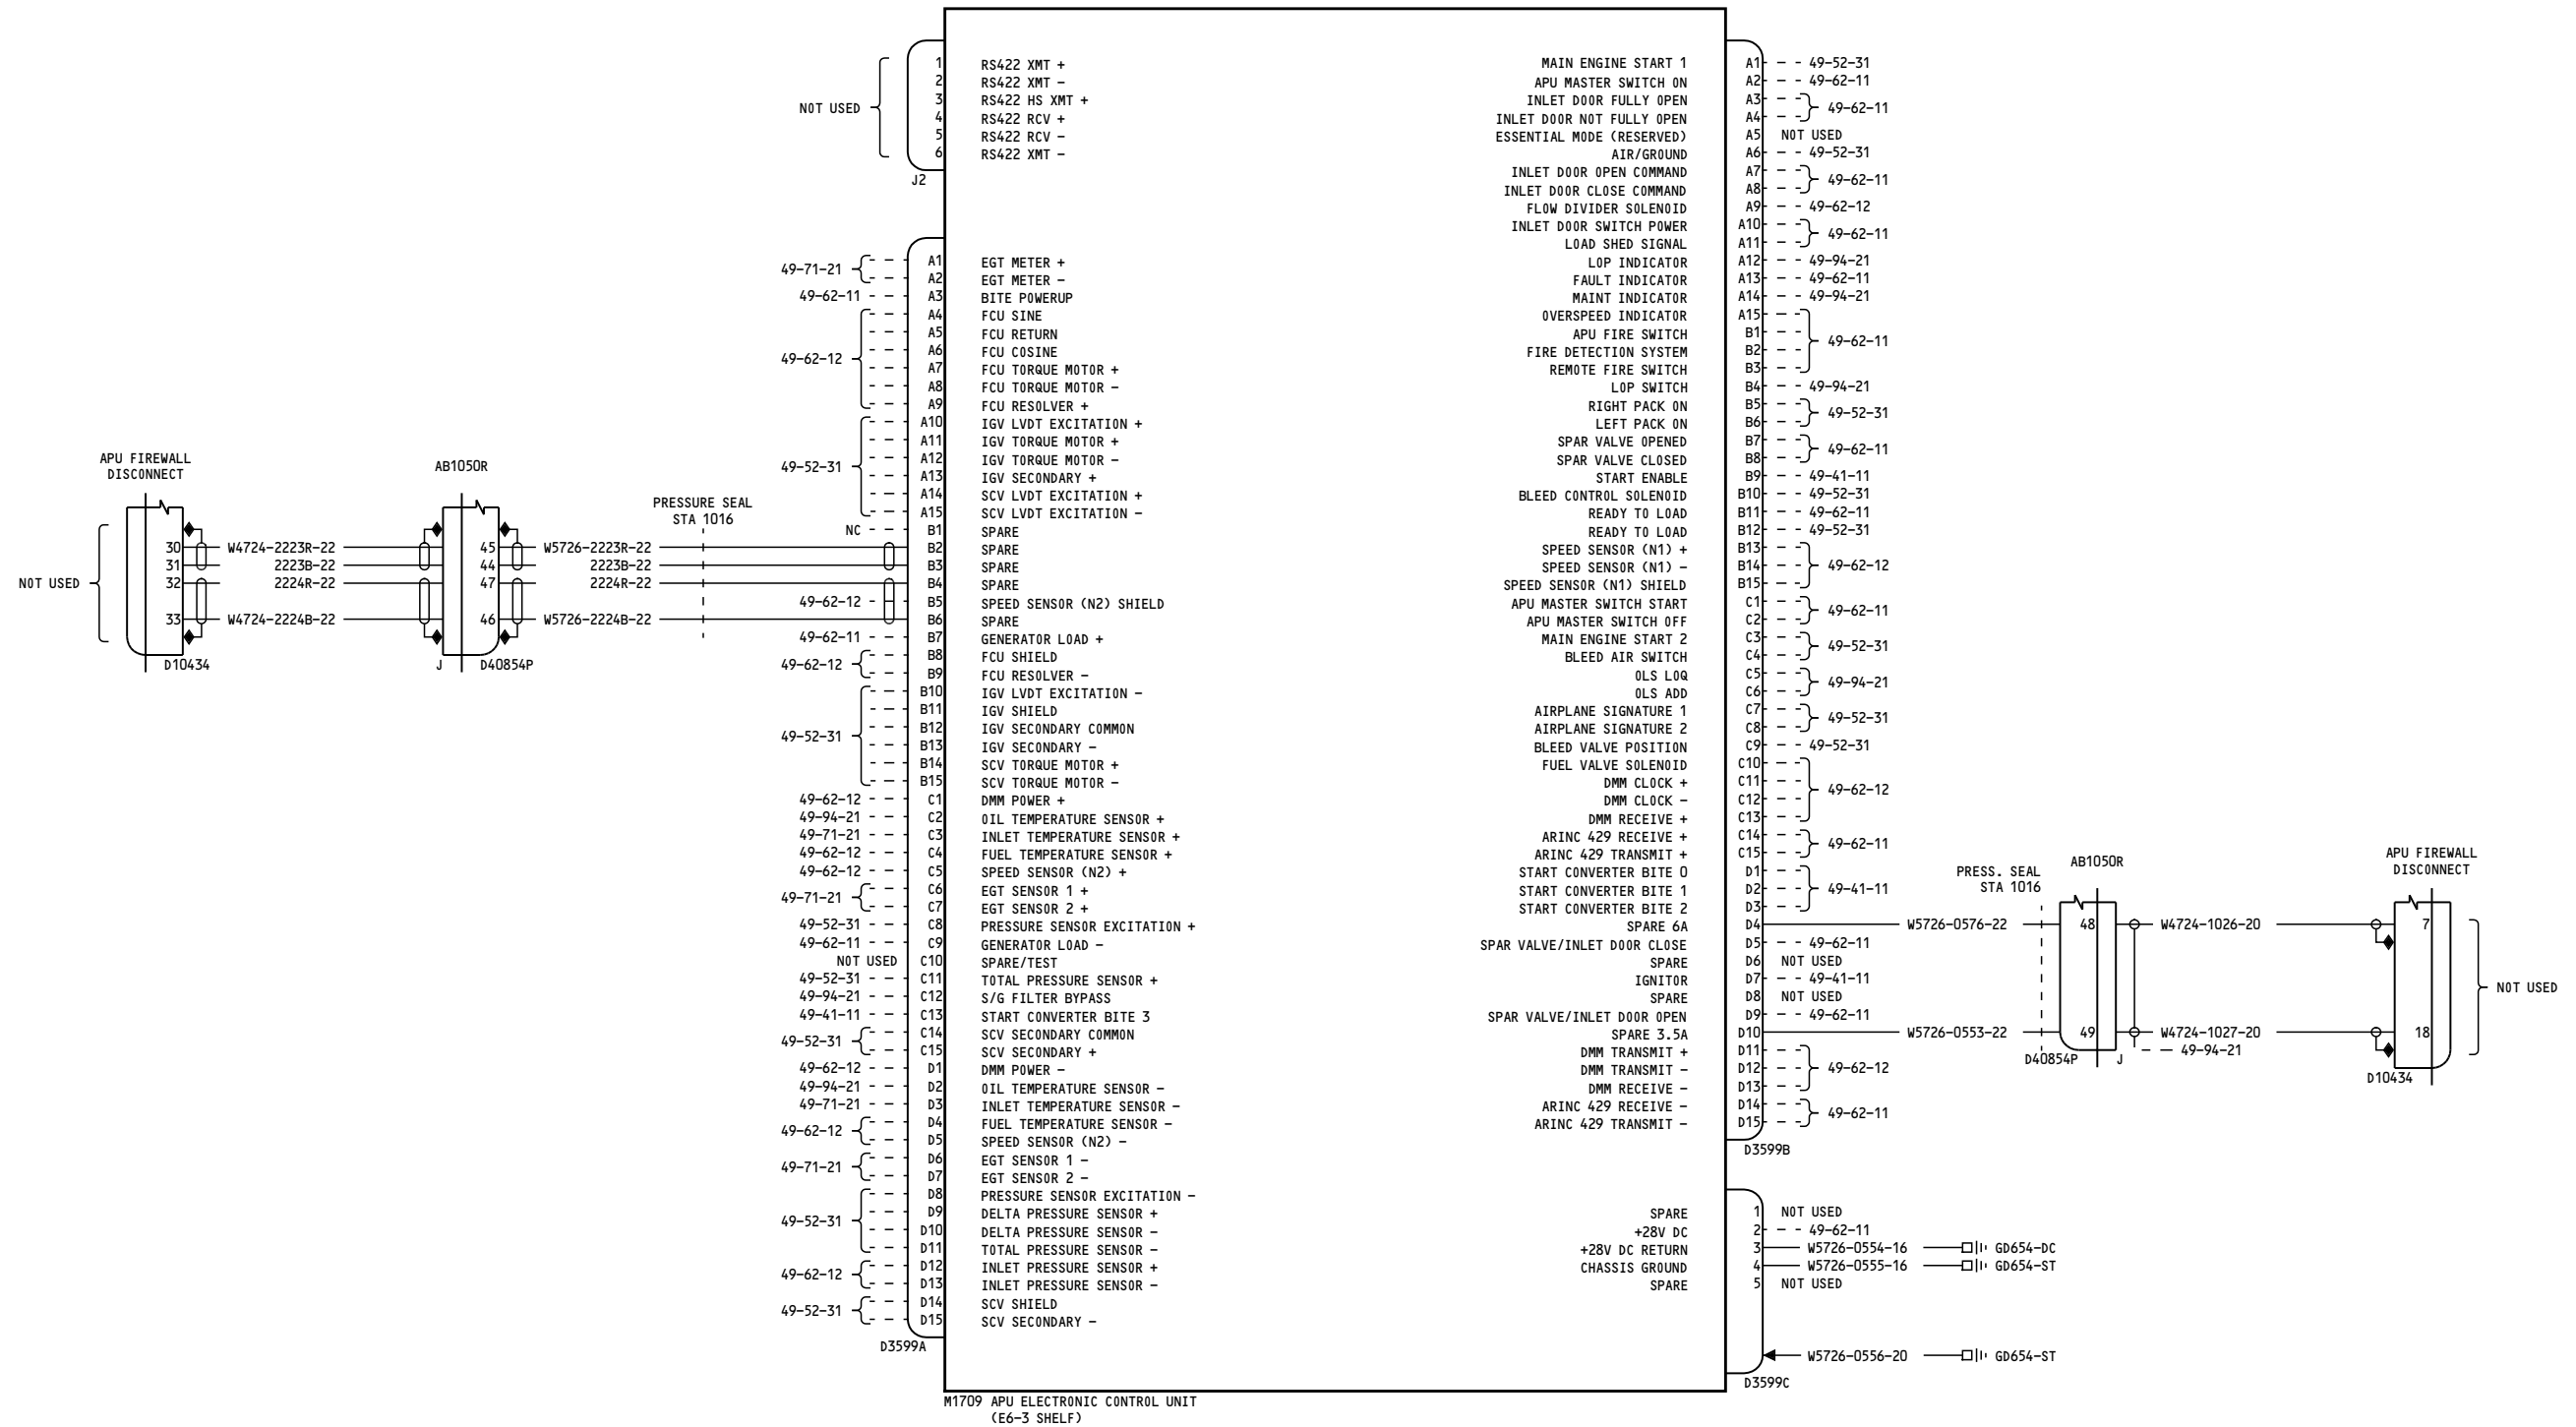 1 RS422 XMT +
2 RS422 XMT –
3 RS422 HS XMT +
NOT USED
4 RS422 RCV +
5 RS422 RCV –
6 RS422 XMT –
J2
49-71-21
A1 EGT METER +
A2 EGT METER –
49-62-11 A3 BITE POWERUP
A4 FCU SINE
A5 FCU RETURN
49-62-12
A6 FCU COSINE
A7 FCU TORQUE MOTOR +
A8 FCU TORQUE MOTOR –
A9 FCU RESOLVER +
A10 IGV LVDT EXCITATION +
A11 IGV TORQUE MOTOR +
49-52-31
A12 IGV TORQUE MOTOR –
A13 IGV SECONDARY +
A14 SCV LVDT EXCITATION +
A15 SCV LVDT EXCITATION –
NC B1 SPARE
B2 SPARE
B3 SPARE
B4 SPARE
49-62-12 B5 SPEED SENSOR (N2) SHIELD
B6 SPARE
49-62-11 B7 GENERATOR LOAD +
49-62-12
B8 FCU SHIELD
B9 FCU RESOLVER –
B10 IGV LVDT EXCITATION –
B11 IGV SHIELD
49-52-31
B12 IGV SECONDARY COMMON
B13 IGV SECONDARY –
B14 SCV TORQUE MOTOR +
B15 SCV TORQUE MOTOR –
49-62-12 C1 DMM POWER +
49-94-21 C2 OIL TEMPERATURE SENSOR +
49-71-21 C3 INLET TEMPERATURE SENSOR +
49-62-12 C4 FUEL TEMPERATURE SENSOR +
49-62-12 C5 SPEED SENSOR (N2) +
49-71-21
C6 EGT SENSOR 1 +
C7 EGT SENSOR 2 +
49-52-31 C8 PRESSURE SENSOR EXCITATION +
49-62-11 C9 GENERATOR LOAD –
NOT USED C10 SPARE/TEST
49-52-31 C11 TOTAL PRESSURE SENSOR +
49-94-21 C12 S/G FILTER BYPASS
49-41-11 C13 START CONVERTER BITE 3
49-52-31
C14 SCV SECONDARY COMMON
C15 SCV SECONDARY +
49-62-12 D1 DMM POWER –
49-94-21 D2 OIL TEMPERATURE SENSOR –
49-71-21 D3 INLET TEMPERATURE SENSOR –
49-62-12
D4 FUEL TEMPERATURE SENSOR –
D5 SPEED SENSOR (N2) –
49-71-21
D6 EGT SENSOR 1 –
D7 EGT SENSOR 2 –
D8 PRESSURE SENSOR EXCITATION –
49-52-31
D9 DELTA PRESSURE SENSOR +
D10 DELTA PRESSURE SENSOR –
D11 TOTAL PRESSURE SENSOR –
49-62-12
D12 INLET PRESSURE SENSOR +
D13 INLET PRESSURE SENSOR –
49-52-31
D14 SCV SHIELD
D15 SCV SECONDARY –
D3599A
APU FIREWALL
DISCONNECT
AB1050R
PRESSURE SEAL
STA 1016
NOT USED
30 W4724-2223R-22 45 W5726-2223R-22
31 2223B-22 44 2223B-22
32 2224R-22 47 2224R-22
33 W4724-2224B-22 46 W5726-2224B-22
D10434
J D40854P
MAIN ENGINE START 1 A1 49-52-31
APU MASTER SWITCH ON A2 49-62-11
INLET DOOR FULLY OPEN A3
49-62-11
INLET DOOR NOT FULLY OPEN A4
ESSENTIAL MODE (RESERVED) A5 NOT USED
AIR/GROUND A6 49-52-31
INLET DOOR OPEN COMMAND A7
49-62-11
INLET DOOR CLOSE COMMAND A8
FLOW DIVIDER SOLENOID A9 49-62-12
INLET DOOR SWITCH POWER A10
49-62-11
LOAD SHED SIGNAL A11
LOP INDICATOR A12 49-94-21
FAULT INDICATOR A13 49-62-11
MAINT INDICATOR A14 49-94-21
OVERSPEED INDICATOR A15
APU FIRE SWITCH B1
49-62-11
FIRE DETECTION SYSTEM B2
REMOTE FIRE SWITCH B3
LOP SWITCH B4 49-94-21
RIGHT PACK ON B5
49-52-31
LEFT PACK ON B6
SPAR VALVE OPENED B7
49-62-11
SPAR VALVE CLOSED B8
START ENABLE B9 49-41-11
BLEED CONTROL SOLENOID B10 49-52-31
READY TO LOAD B11 49-62-11
READY TO LOAD B12 49-52-31
SPEED SENSOR (N1) + B13
SPEED SENSOR (N1) – B14 49-62-12
SPEED SENSOR (N1) SHIELD B15
APU MASTER SWITCH START C1
49-62-11
APU MASTER SWITCH OFF C2
MAIN ENGINE START 2 C3
49-52-31
BLEED AIR SWITCH C4
OLS LOQ C5
49-94-21
OLS ADD C6
AIRPLANE SIGNATURE 1 C7
49-52-31
AIRPLANE SIGNATURE 2 C8
BLEED VALVE POSITION C9 49-52-31
FUEL VALVE SOLENOID C10
DMM CLOCK + C11
49-62-12
DMM CLOCK – C12
DMM RECEIVE + C13
ARINC 429 RECEIVE + C14
49-62-11
ARINC 429 TRANSMIT + C15
START CONVERTER BITE 0 D1
START CONVERTER BITE 1 D2 49-41-11
START CONVERTER BITE 2 D3
SPARE 6A D4 W5726-0576-22 48 W4724-1026-20 7
SPAR VALVE/INLET DOOR CLOSE D5 49-62-11
SPARE D6 NOT USED
IGNITOR D7 49-41-11
SPARE D8 NOT USED
SPAR VALVE/INLET DOOR OPEN D9 49-62-11
SPARE 3.5A D10 W5726-0553-22 49 W4724-1027-20 18
DMM TRANSMIT + D11
DMM TRANSMIT – D12 49-62-12
DMM RECEIVE – D13
ARINC 429 RECEIVE – D14
49-62-11
ARINC 429 TRANSMIT – D15
D3599B
PRESS. SEAL
STA 1016
AB1050R
APU FIREWALL
DISCONNECT
NOT USED
49-94-21
D40854P J
D10434
SPARE 1 NOT USED
+28V DC 2 49-62-11
+28V DC RETURN 3 W5726-0554-16 GD654-DC
CHASSIS GROUND 4 W5726-0555-16 GD654-ST
SPARE 5 NOT USED
W5726-0556-20 GD654-ST
D3599C
M1709 APU ELECTRONIC CONTROL UNIT
(E6-3 SHELF)